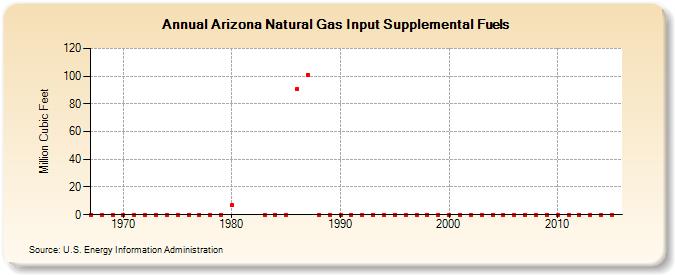 Annual Arizona Natural Gas Input Supplemental Fuels
Million Cubic Feet
120
100
80
60
40
20
0
1970 1980 1990 2000 2010
Source: U.S. Energy Information Administration